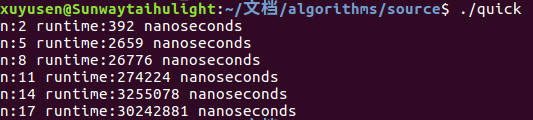 xuyusen@Sunwaytaihulight:~/文档/algorithms/source$ ./quick
n:2 runtime:392 nanoseconds
n:5 runtime:2659 nanoseconds
n:8 runtime:26776 nanoseconds
n:11 runtime:274224 nanoseconds
n:14 runtime:3255078 nanoseconds
n:17 runtime:30242881 nanoseconds